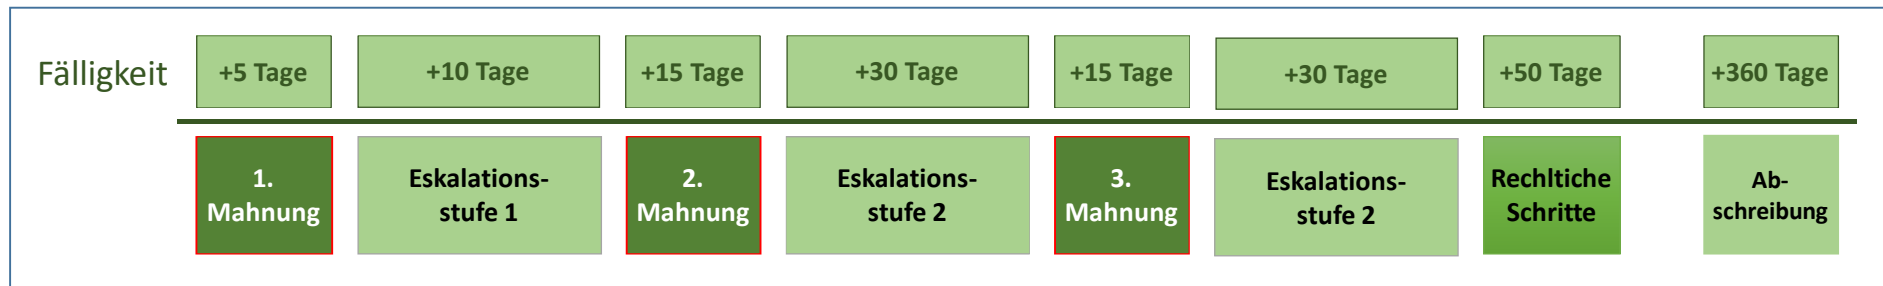 Fälligkeit
+5 Tage
+10 Tage
+15 Tage
+30 Tage
+15 Tage
+30 Tage
+50 Tage
+360 Tage
1.
Mahnung
Eskalations-
stufe 1
2.
Mahnung
Eskalations-
stufe 2
3.
Mahnung
Eskalations-
stufe 2
Rechltiche
Schritte
Ab-
schreibung